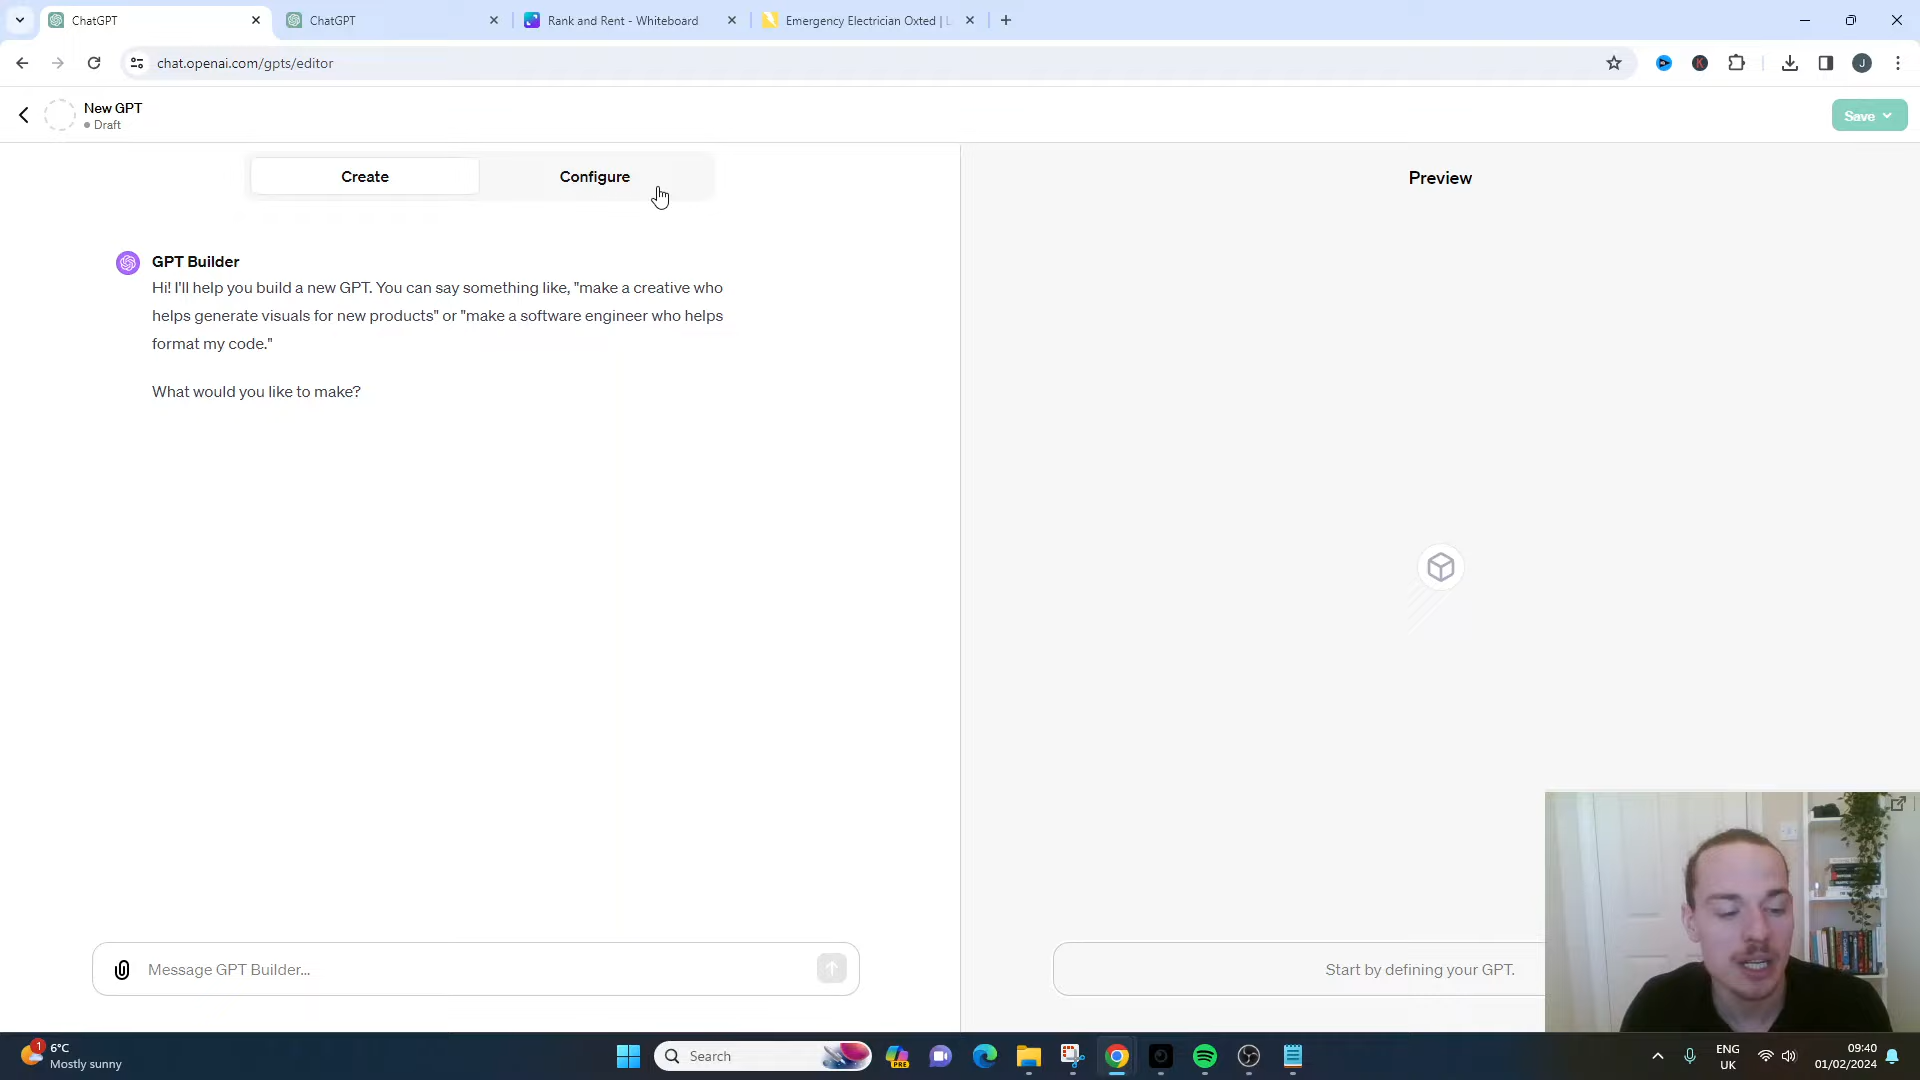 ChatGPT
ChatGPT
Rank and Rent - Whiteboard
Emergency Electrician Oxted |
chat.openai.com/gpts/editor
K
J
New GPT
Draft
Save
Create
Configure
Preview
GPT Builder
Hi! I'll help you build a new GPT. You can say something like, "make a creative who
helps generate visuals for new products" or "make a software engineer who helps
format my code."
What would you like to make?
Message GPT Builder...
Start by defining your GPT.
1
6°C
Mostly sunny
Search
PRE
ENG
UK
09:40
01/02/2024